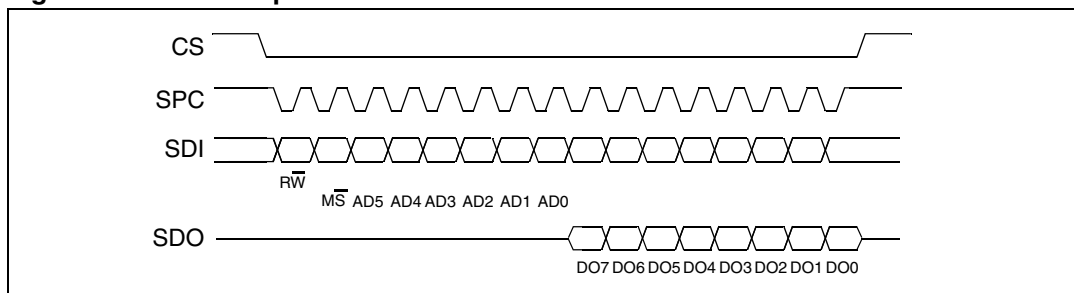 CS
SPC
SDI
RW
MS AD5 AD4 AD3 AD2 AD1 AD0
SDO
DO7 DO6 DO5 DO4 DO3 DO2 DO1 DO0